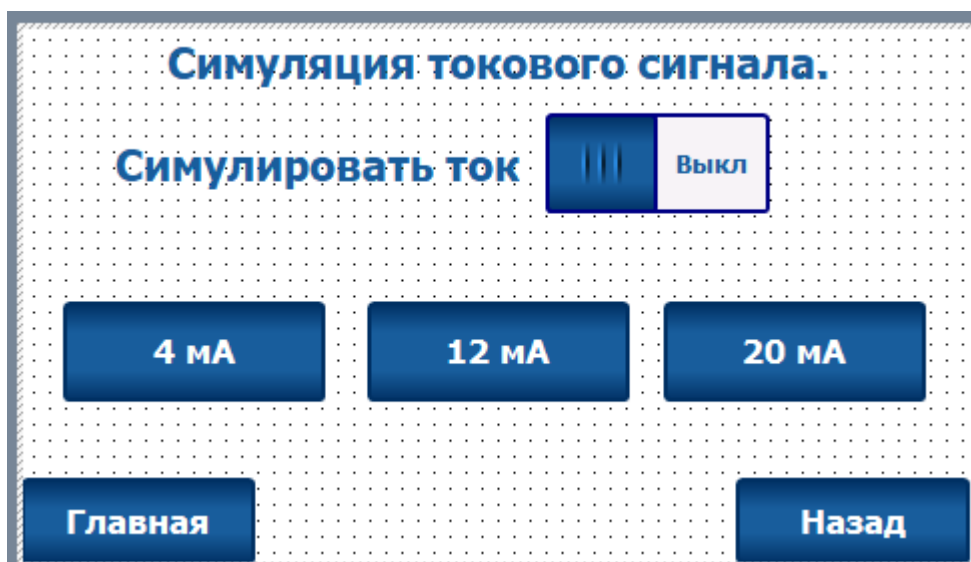 Симуляция токового сигнала.
Симулировать ток Выкл
4 мА 12 мА 20 мА
Главная Назад